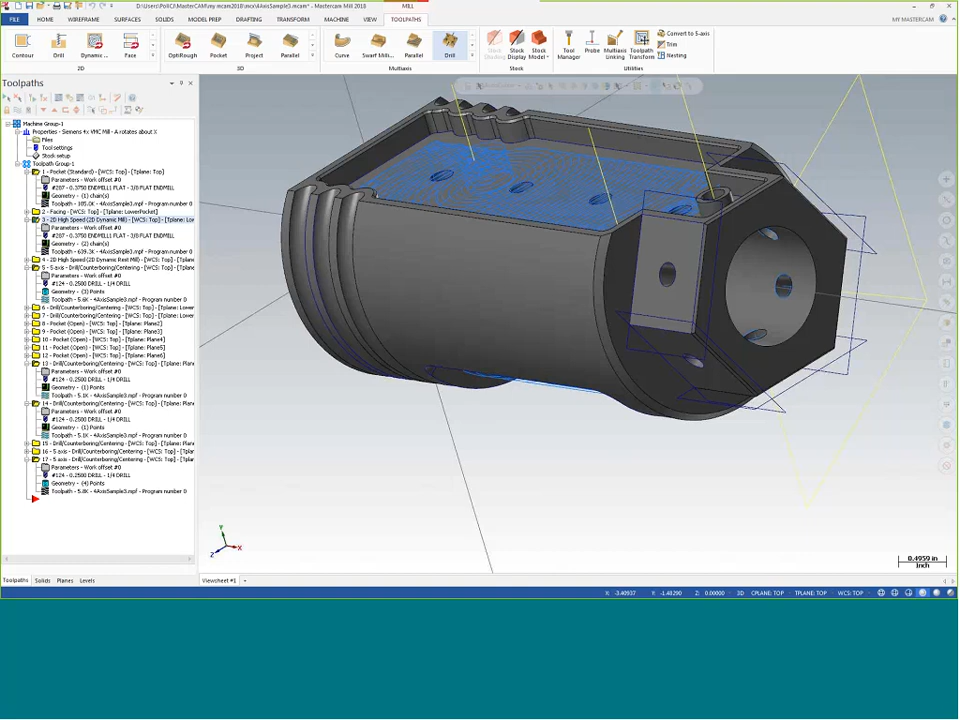 D:\Users\PollCJ\MasterCAM\my mcam2018\mcx\4AxisSample3.mcam* - Mastercam Mill 2018
MILL
FILE HOME WIREFRAME SURFACES SOLIDS MODEL PREP DRAFTING TRANSFORM MACHINE VIEW TOOLPATHS MY MASTERCAM
Contour Drill Dynamic ... Face
OptiRough Pocket Project Parallel
Curve Swarf Mill... Parallel Drill
Stock Shading Stock Display Stock Model
Tool Manager Probe Multiaxis Linking Toolpath Transform
Convert to 5-axis
Trim
Nesting
2D 3D Multiaxis Stock Utilities
Toolpaths
Machine Group-1
Properties - Siemens 4x VMC Mill - A rotates about X
Files
Tool settings
Stock setup
Toolpath Group-1
1 - Pocket (Standard) - [WCS: Top] - [Tplane: Top]
Parameters - Work offset #0
#287 - 0.3750 ENDMILL1 FLAT - 3/8 FLAT ENDMILL
Geometry - (1) chain(s)
Toolpath - 105.0K - 4AxisSample3.mpf - Program number 0
2 - Facing - [WCS: Top] - [Tplane: LowerPocket]
3 - 2D High Speed (2D Dynamic Mill) - [WCS: Top] - [Tplane: Lov
Parameters - Work offset #0
#287 - 0.3750 ENDMILL1 FLAT - 3/8 FLAT ENDMILL
Geometry - (2) chain(s)
Toolpath - 639.3K - 4AxisSample3.mpf - Program number 0
4 - 2D High Speed (2D Dynamic Rest Mill) - [WCS: Top] - [Tplan
5 - 5 axis - Drill/Counterboring/Centering - [WCS: Top] - [Tplan
Parameters - Work offset #0
#124 - 0.2500 DRILL - 1/4 DRILL
Geometry - (3) Points
Toolpath - 5.6K - 4AxisSample3.mpf - Program number 0
6 - Drill/Counterboring/Centering - [WCS: Top] - [Tplane: Lower
7 - Drill/Counterboring/Centering - [WCS: Top] - [Tplane: Lower
8 - Pocket (Open) - [WCS: Top] - [Tplane: Plane2]
9 - Pocket (Open) - [WCS: Top] - [Tplane: Plane3]
10 - Pocket (Open) - [WCS: Top] - [Tplane: Plane4]
11 - Pocket (Open) - [WCS: Top] - [Tplane: Plane5]
12 - Pocket (Open) - [WCS: Top] - [Tplane: Plane6]
13 - Drill/Counterboring/Centering - [WCS: Top] - [Tplane: Plan
Parameters - Work offset #0
#124 - 0.2500 DRILL - 1/4 DRILL
Geometry - (1) Points
Toolpath - 5.1K - 4AxisSample3.mpf - Program number 0
14 - Drill/Counterboring/Centering - [WCS: Top] - [Tplane: Plan
Parameters - Work offset #0
#124 - 0.2500 DRILL - 1/4 DRILL
Geometry - (1) Points
Toolpath - 5.1K - 4AxisSample3.mpf - Program number 0
15 - Drill/Counterboring/Centering - [WCS: Top] - [Tplane: Plan
16 - 5 axis - Drill/Counterboring/Centering - [WCS: Top] - [Tplan
17 - 5 axis - Drill/Counterboring/Centering - [WCS: Top] - [Tplan
Parameters - Work offset #0
#124 - 0.2500 DRILL - 1/4 DRILL
Geometry - (4) Points
Toolpath - 5.8K - 4AxisSample3.mpf - Program number 0
Y
X
Z
0.4959 in
Inch
Toolpaths Solids Planes Levels
Viewsheet #1
X: -3.40937 Y: -1.40290 Z: 0.00000 3D CPLANE: TOP TPLANE: TOP WCS: TOP